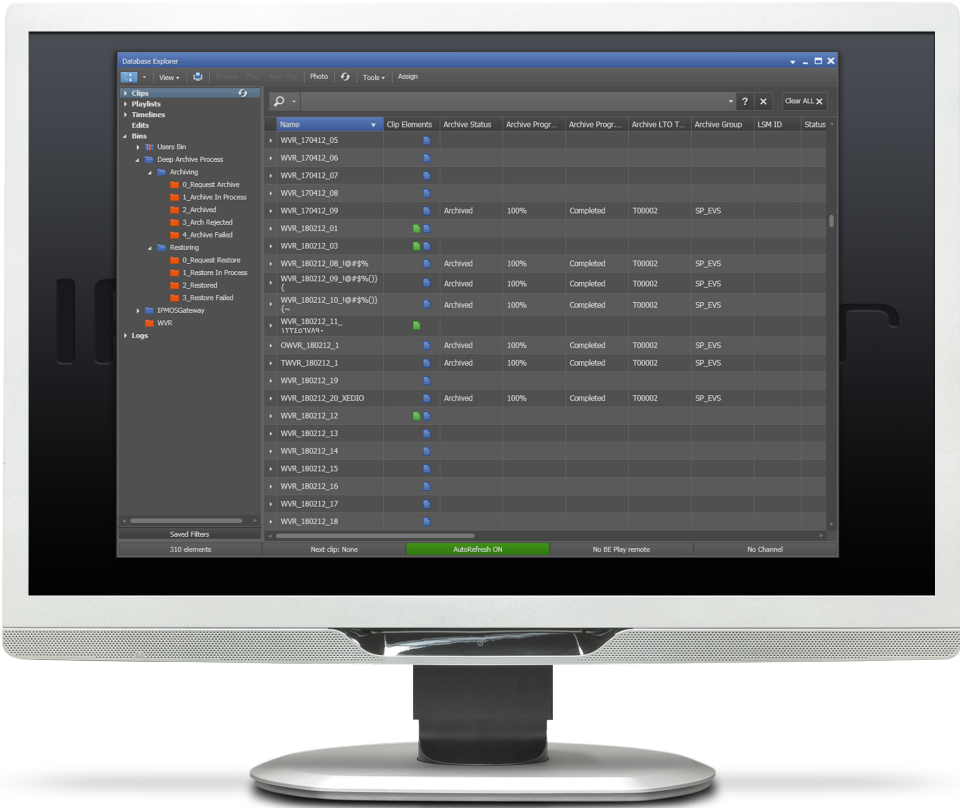 Database Explorer
View Browse Play Auto Play Photo Tools Assign
Clips
Playlists
Timelines
Edits
Bins
Users Bin
Deep Archive Process
Archiving
0_Request Archive
1_Archive In Process
2_Archived
3_Arch Rejected
4_Archive Failed
Restoring
0_Request Restore
1_Restore In Process
2_Restored
3_Restore Failed
IPMOSGateway
WVR
Logs
Saved Filters
? Clear ALL X
Name Clip Elements Archive Status Archive Progr... Archive Progr... Archive LTO T... Archive Group LSM ID Status
WVR_170412_05
WVR_170412_06
WVR_170412_07
WVR_170412_08
WVR_170412_09 Archived 100% Completed T00002 SP_EVS
WVR_180212_01
WVR_180212_03
WVR_180212_08_!@#$% Archived 100% Completed T00002 SP_EVS
WVR_180212_09_!@#$%()}
{ Archived 100% Completed T00002 SP_EVS
WVR_180212_10_!@#$%()}
{~ Archived 100% Completed T00002 SP_EVS
WVR_180212_11_
١٢٣٤٥٦٧٨٩٠
OWVR_180212_1 Archived 100% Completed T00002 SP_EVS
TWVR_180212_1 Archived 100% Completed T00002 SP_EVS
WVR_180212_19
WVR_180212_20_XEDIO Archived 100% Completed T00002 SP_EVS
WVR_180212_12
WVR_180212_13
WVR_180212_14
WVR_180212_15
WVR_180212_16
WVR_180212_17
WVR_180212_18
310 elements Next clip: None AutoRefresh ON No BE Play remote No Channel